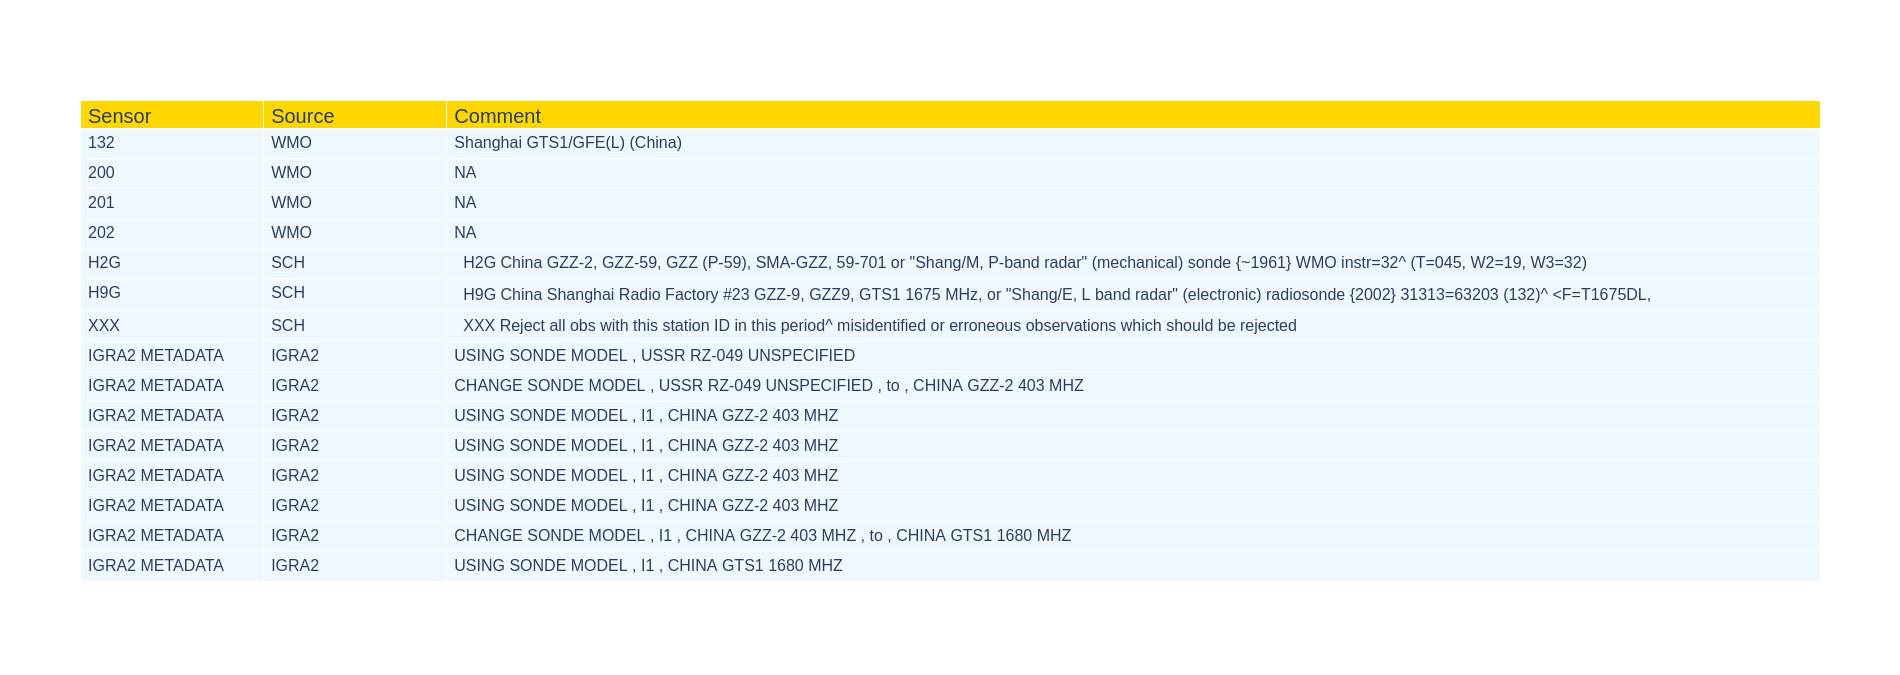 Sensor Source Comment
132 WMO Shanghai GTS1/GFE(L) (China)
200 WMO NA
201 WMO NA
202 WMO NA
H2G SCH H2G China GZZ-2, GZZ-59, GZZ (P-59), SMA-GZZ, 59-701 or "Shang/M, P-band radar" (mechanical) sonde {~1961} WMO instr=32^ (T=045, W2=19, W3=32)
H9G SCH H9G China Shanghai Radio Factory #23 GZZ-9, GZZ9, GTS1 1675 MHz, or "Shang/E, L band radar" (electronic) radiosonde {2002} 31313=63203 (132)^ <F=T1675DL,
XXX SCH XXX Reject all obs with this station ID in this period^ misidentified or erroneous observations which should be rejected
IGRA2 METADATA IGRA2 USING SONDE MODEL , USSR RZ-049 UNSPECIFIED
IGRA2 METADATA IGRA2 CHANGE SONDE MODEL , USSR RZ-049 UNSPECIFIED , to , CHINA GZZ-2 403 MHZ
IGRA2 METADATA IGRA2 USING SONDE MODEL , I1 , CHINA GZZ-2 403 MHZ
IGRA2 METADATA IGRA2 USING SONDE MODEL , I1 , CHINA GZZ-2 403 MHZ
IGRA2 METADATA IGRA2 USING SONDE MODEL , I1 , CHINA GZZ-2 403 MHZ
IGRA2 METADATA IGRA2 USING SONDE MODEL , I1 , CHINA GZZ-2 403 MHZ
IGRA2 METADATA IGRA2 CHANGE SONDE MODEL , I1 , CHINA GZZ-2 403 MHZ , to , CHINA GTS1 1680 MHZ
IGRA2 METADATA IGRA2 USING SONDE MODEL , I1 , CHINA GTS1 1680 MHZ